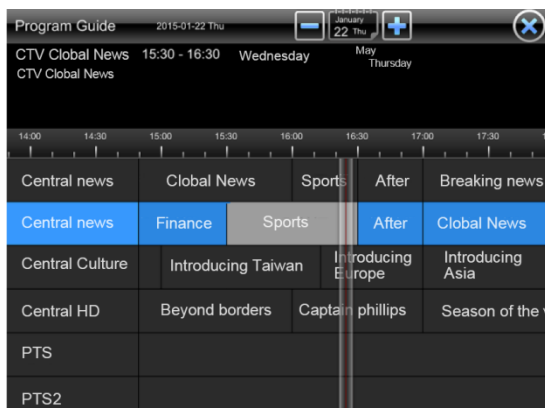 Program Guide 2015-01-22 Thu January
22 Thu
CTV Clobal News 15:30 - 16:30 Wednesday May
Thursday
CTV Clobal News
14:00 14:30 15:00 15:30 16:00 16:30 17:00 17:30
Central news Clobal News Sports After Breaking news
Central news Finance Sports After Clobal News
Central Culture Introducing Taiwan Introducing Europe Introducing Asia
Central HD Beyond borders Captain phillips Season of the
PTS
PTS2